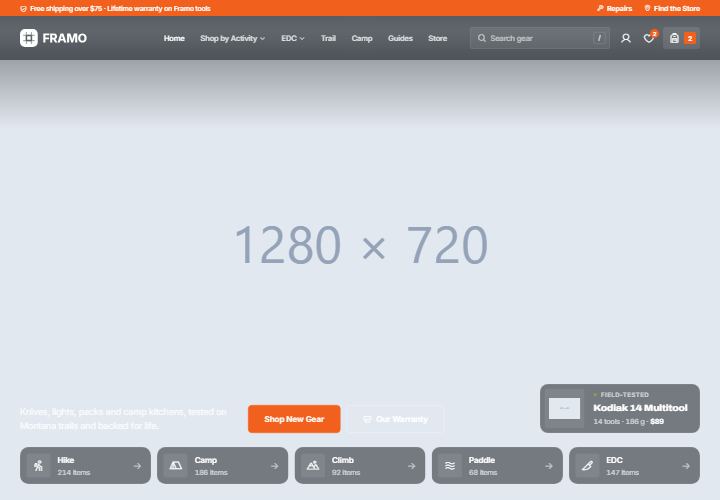 Free shipping over $75 · Lifetime warranty on Framo tools
Repairs
Find the Store
FRAMO
Home
Shop by Activity
EDC
Trail
Camp
Guides
Store
Search gear
/
2
2
1280 × 720
Knives, lights, packs and camp kitchens, tested on
Montana trails and backed for life.
Shop New Gear
Our Warranty
FIELD-TESTED
Kodiak 14 Multitool
14 tools · 186 g · $89
Hike
214 items
Camp
186 items
Climb
92 items
Paddle
68 items
EDC
147 items